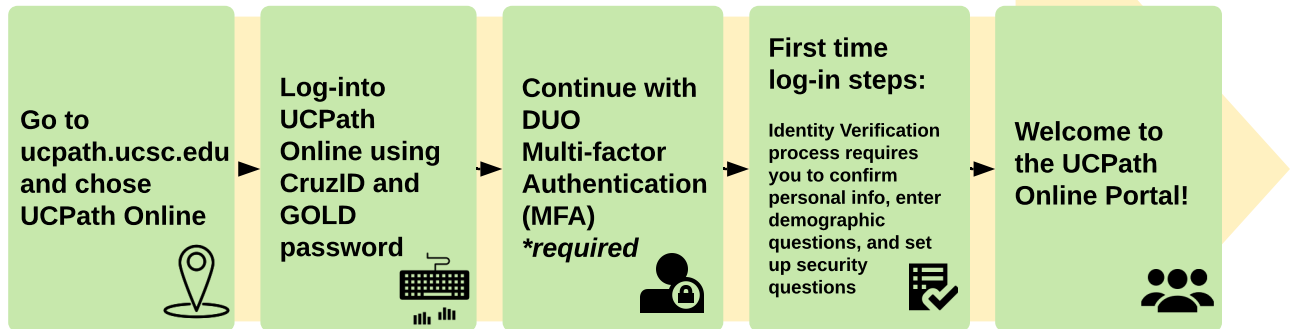 Go to
ucpath.ucsc.edu
and chose
UCPath Online
Log-into
UCPath
Online using
CruzID and
GOLD
password
Continue with
DUO
Multi-factor
Authentication
(MFA)
*required
First time
log-in steps:
Identity Verification
process requires
you to confirm
personal info, enter
demographic
questions, and set
up security
questions
Welcome to
the UCPath
Online Portal!